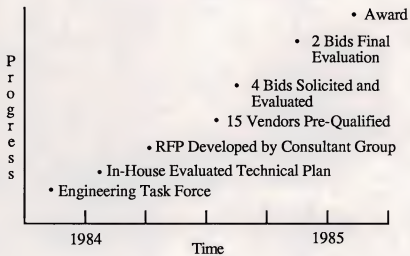 • Award
• 2 Bids Final
Evaluation
• 4 Bids Solicited and
Evaluated
• 15 Vendors Pre-Qualified
• RFP Developed by Consultant Group
• In-House Evaluated Technical Plan
• Engineering Task Force
Progress
1984
1985
Time